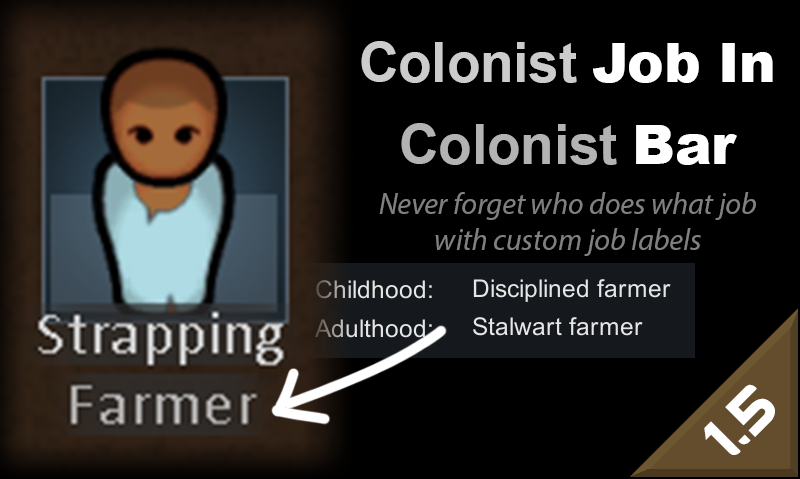 Colonist Job In
Colonist Bar
Never forget who does what job
with custom job labels
Childhood: Disciplined farmer
Adulthood: Stalwart farmer
Strapping
Farmer
1.5